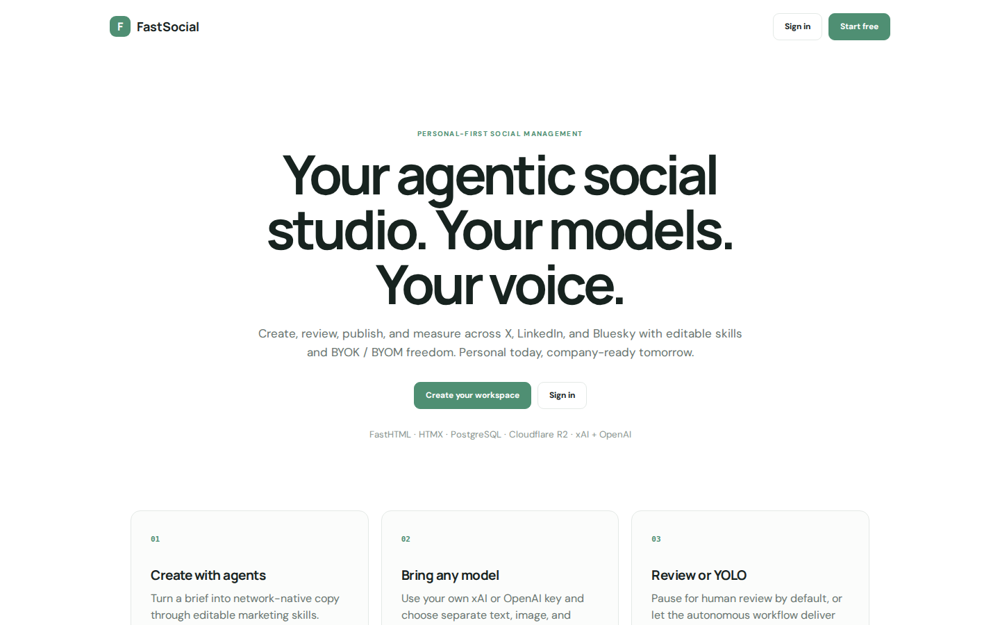 F FastSocial
Sign in
Start free
PERSONAL-FIRST SOCIAL MANAGEMENT
Your agentic social
studio. Your models.
Your voice.
Create, review, publish, and measure across X, LinkedIn, and Bluesky with editable skills
and BYOK / BYOM freedom. Personal today, company-ready tomorrow.
Create your workspace
Sign in
FastHTML · HTMX · PostgreSQL · Cloudflare R2 · xAI + OpenAI
01
Create with agents
Turn a brief into network-native copy
through editable marketing skills.
02
Bring any model
Use your own xAI or OpenAI key and
choose separate text, image, and
03
Review or YOLO
Pause for human review by default, or
let the autonomous workflow deliver